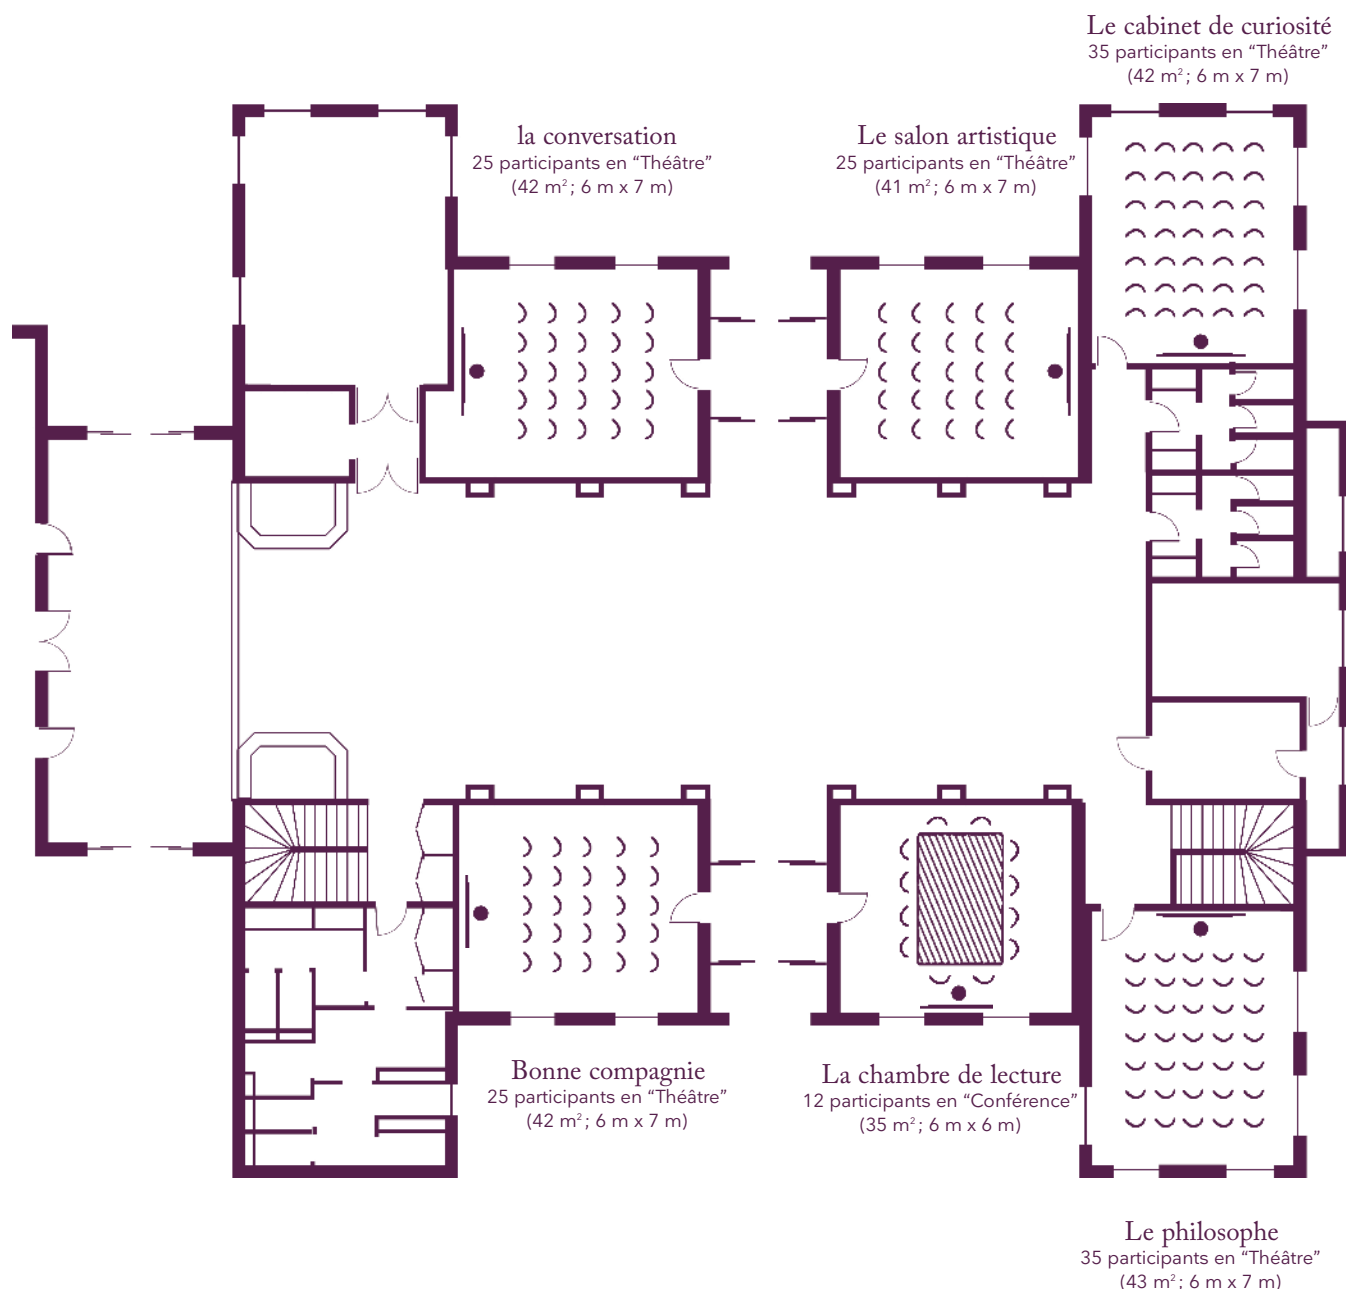 Le cabinet de curiosité
35 participants en “Théâtre”
(42 m²; 6 m x 7 m)
la conversation
25 participants en “Théâtre”
(42 m²; 6 m x 7 m)
Le salon artistique
25 participants en “Théâtre”
(41 m²; 6 m x 7 m)
Bonne compagnie
25 participants en “Théâtre”
(42 m²; 6 m x 7 m)
La chambre de lecture
12 participants en “Conférence”
(35 m²; 6 m x 6 m)
Le philosophe
35 participants en “Théâtre”
(43 m²; 6 m x 7 m)